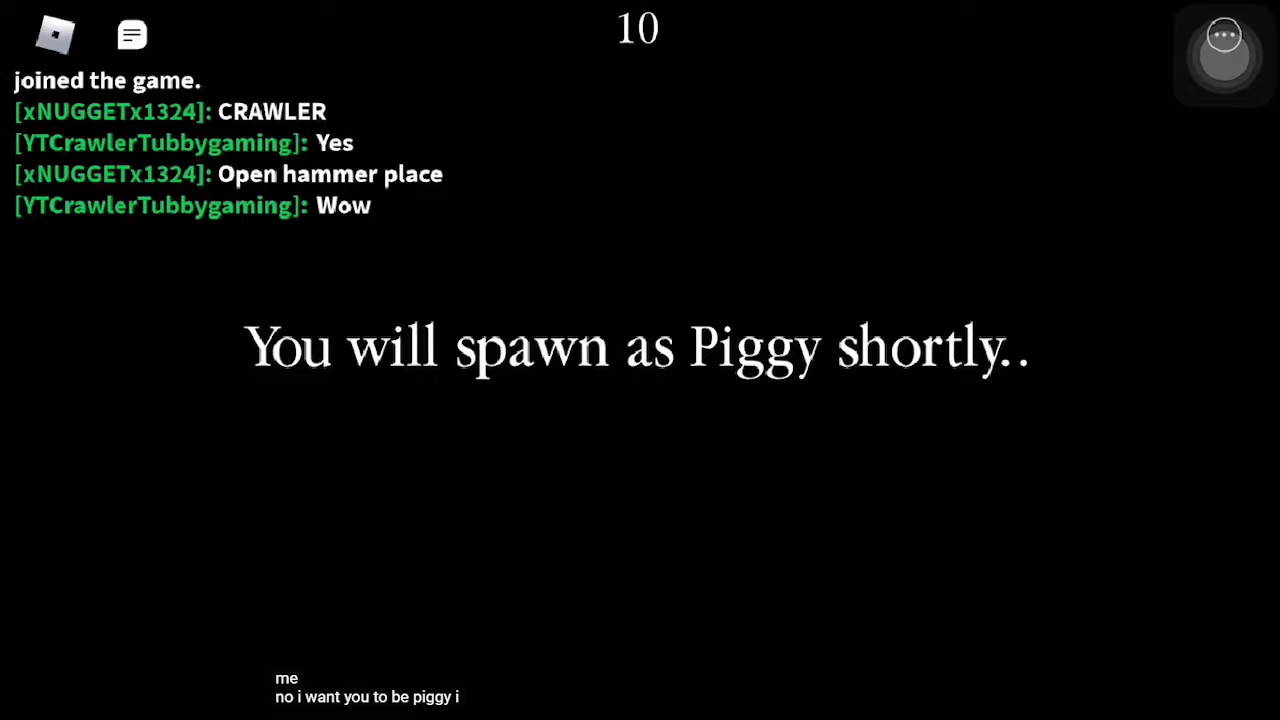 10
joined the game.
[xNUGGETx1324]: CRAWLER
[YTCrawlerTubbygaming]: Yes
[xNUGGETx1324]: Open hammer place
[YTCrawlerTubbygaming]: Wow
You will spawn as Piggy shortly..
me
no i want you to be piggy i